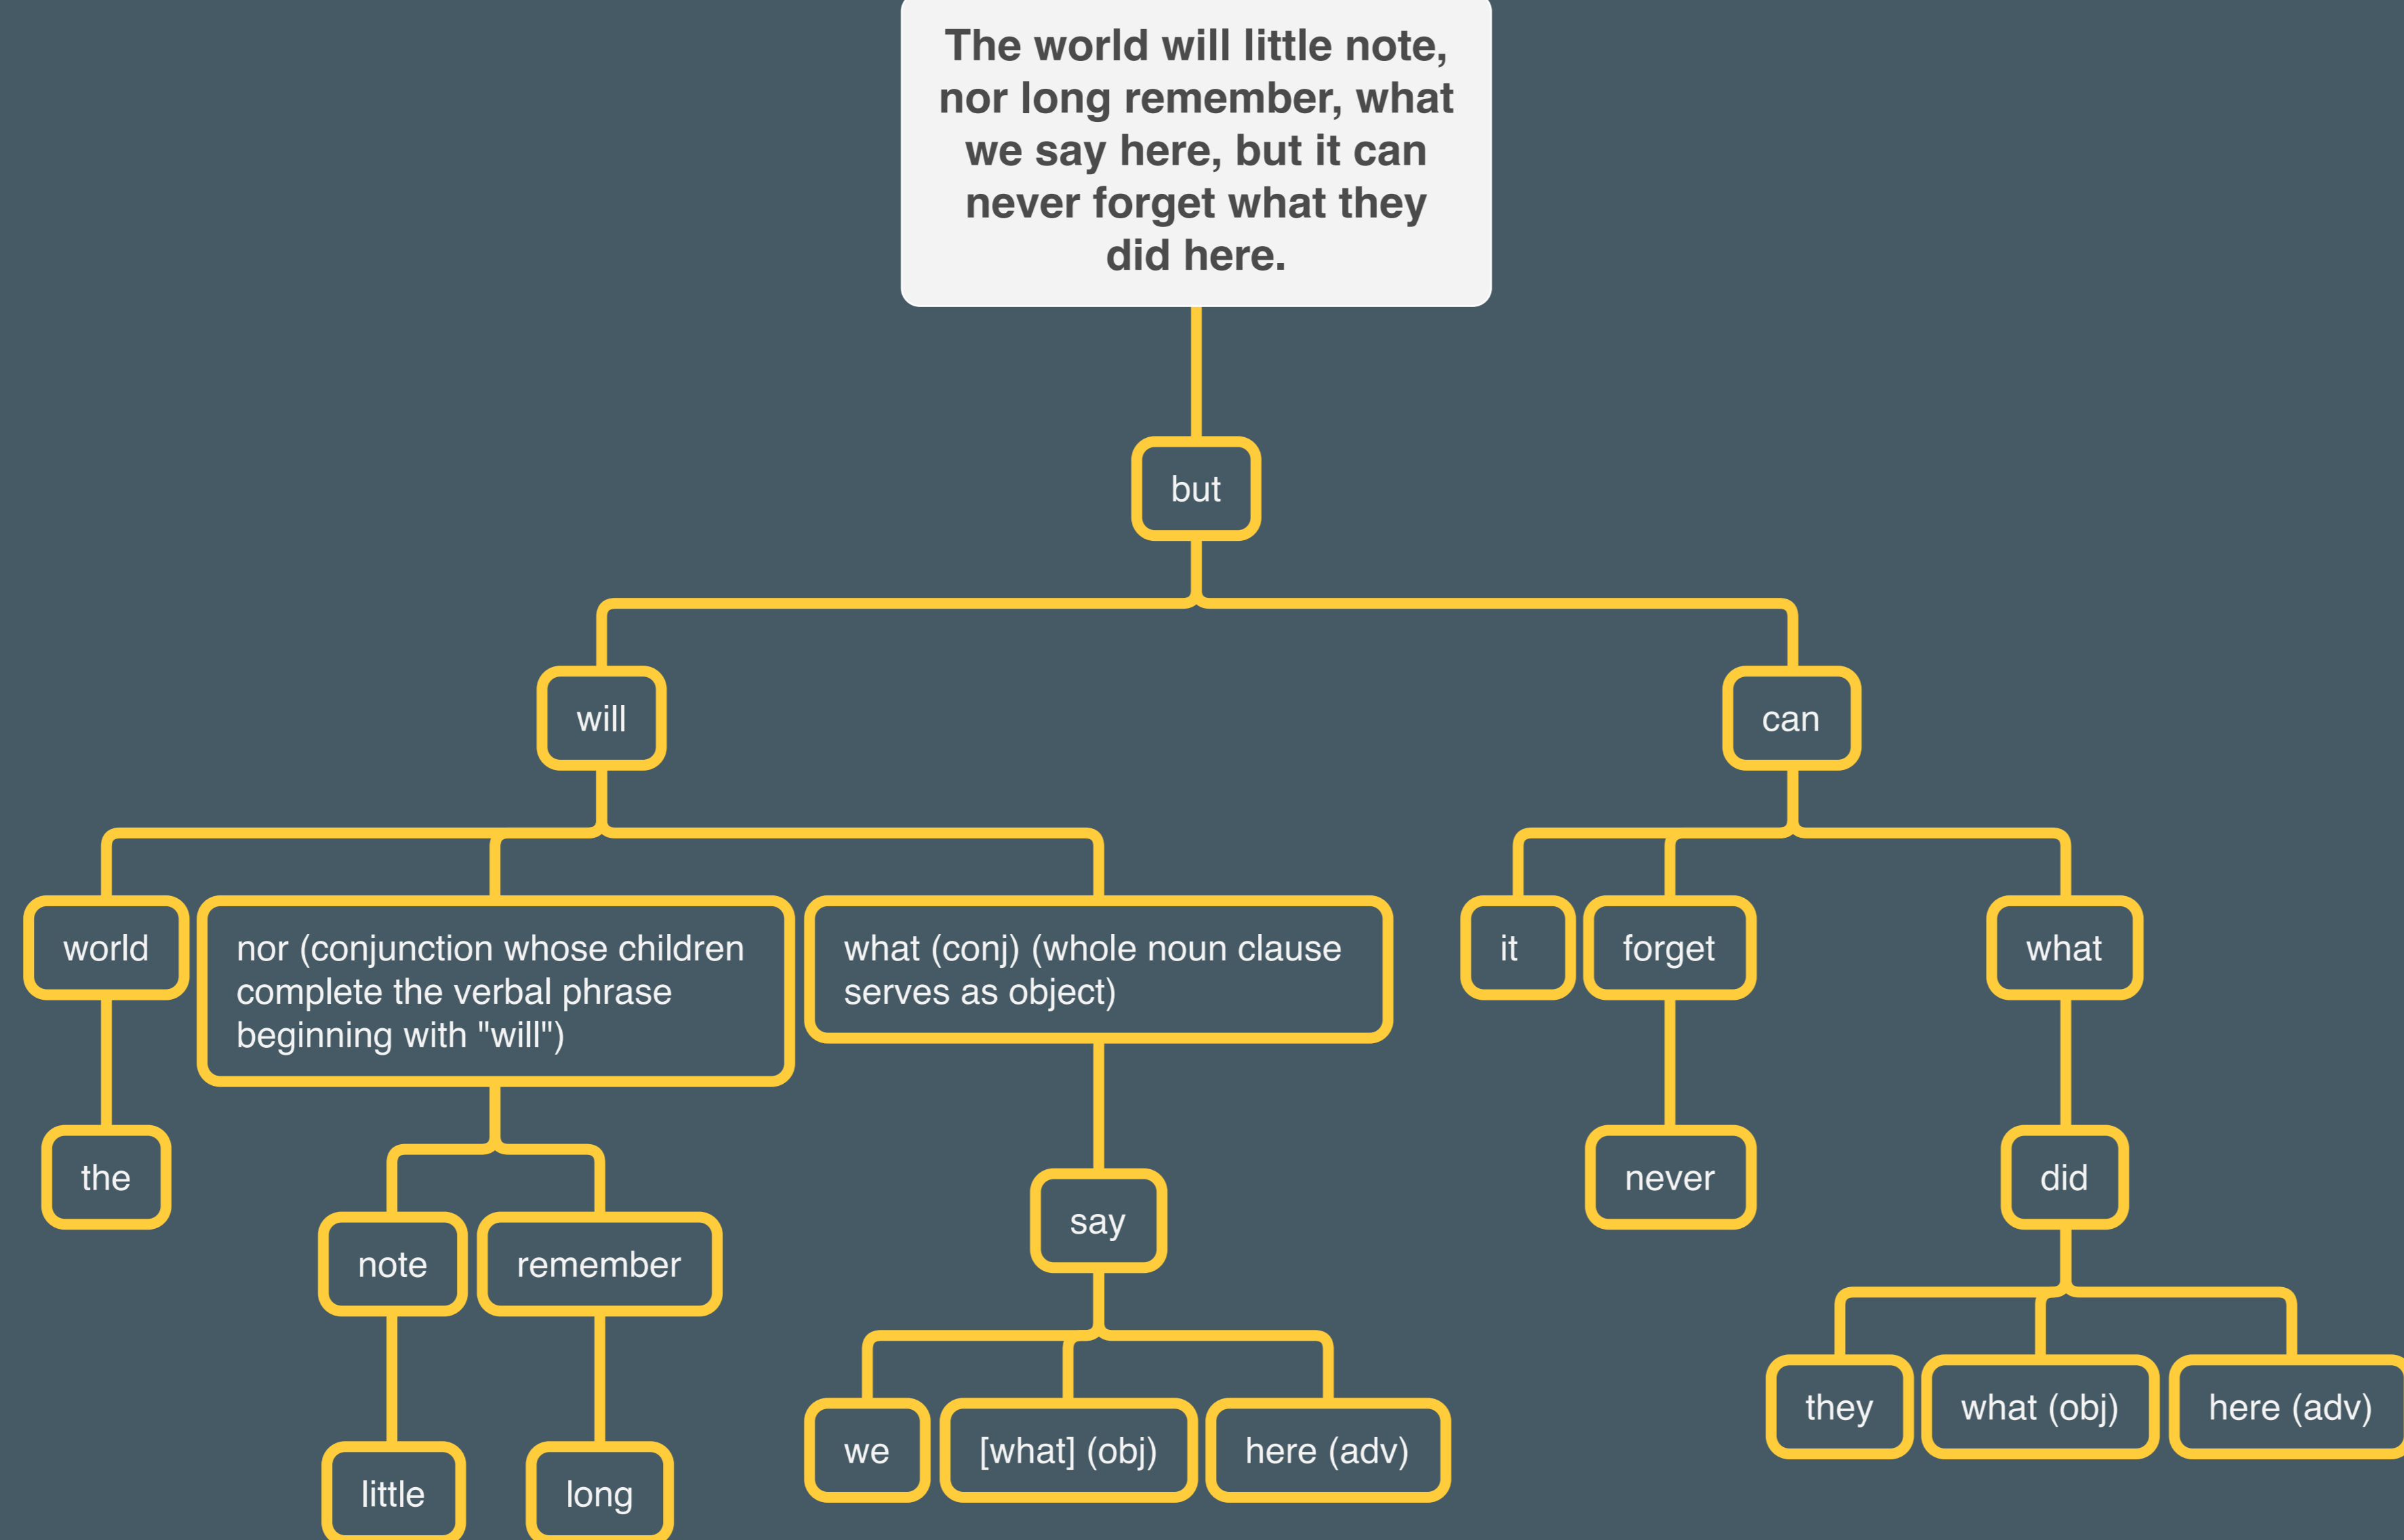 The world will little note,
nor long remember, what
we say here, but it can
never forget what they
did here.
but
will
can
world
nor (conjunction whose children
complete the verbal phrase
beginning with "will")
what (conj) (whole noun clause
serves as object)
it
forget
what
the
note
remember
say
never
did
little
long
we
[what] (obj)
here (adv)
they
what (obj)
here (adv)